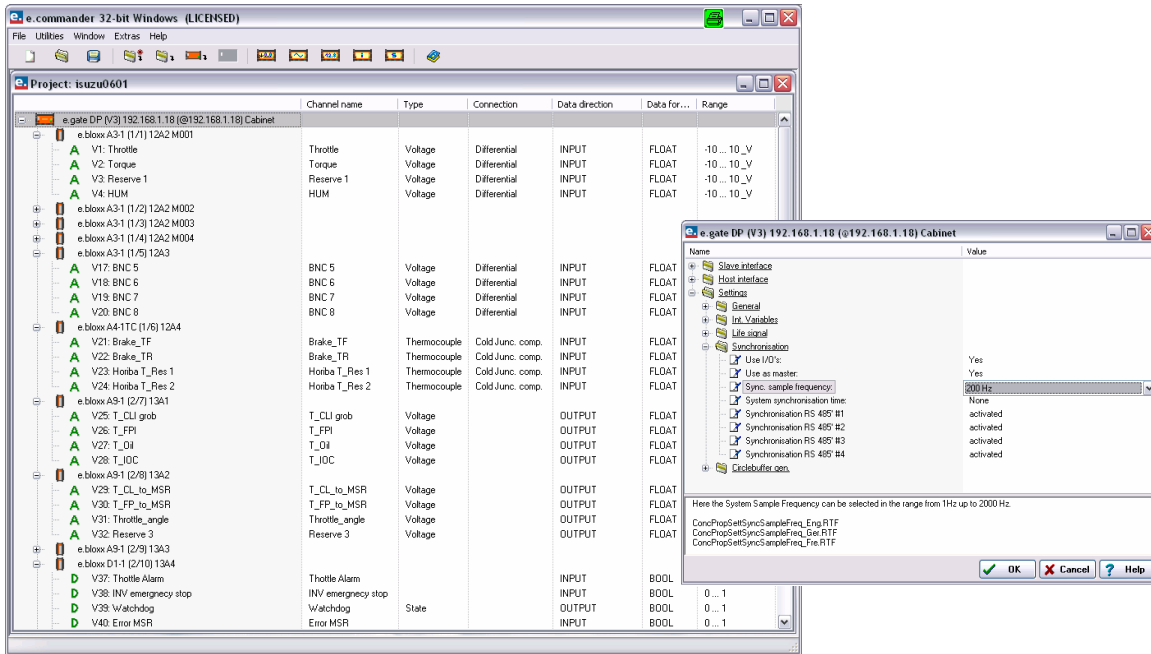 e.commander 32-bit Windows (LICENSED)
File Utilities Window Extras Help
Project: isuzu0601
Channel name Type Connection Data direction Data for... Range
e.gate DP (V3) 192.168.1.18 (@192.168.1.18) Cabinet
e.bloxx A3-1 (1/1) 12A2 M001
A V1: Throttle Throttle Voltage Differential INPUT FLOAT -10 ... 10 _V
A V2: Torque Torque Voltage Differential INPUT FLOAT -10 ... 10 _V
A V3: Reserve 1 Reserve 1 Voltage Differential INPUT FLOAT -10 ... 10 _V
A V4: HUM HUM Voltage Differential INPUT FLOAT -10 ... 10 _V
e.bloxx A3-1 (1/2) 12A2 M002
e.bloxx A3-1 (1/3) 12A2 M003
e.bloxx A3-1 (1/4) 12A2 M004
e.bloxx A3-1 (1/5) 12A3
A V17: BNC 5 BNC 5 Voltage Differential INPUT FLOAT
A V18: BNC 6 BNC 6 Voltage Differential INPUT FLOAT
A V19: BNC 7 BNC 7 Voltage Differential INPUT FLOAT
A V20: BNC 8 BNC 8 Voltage Differential INPUT FLOAT
e.bloxx A4-1TC (1/6) 12A4
A V21: Brake_TF Brake_TF Thermocouple Cold Junc. comp. INPUT FLOAT
A V22: Brake_TR Brake_TR Thermocouple Cold Junc. comp. INPUT FLOAT
A V23: Horiba T_Res 1 Horiba T_Res 1 Thermocouple Cold Junc. comp. INPUT FLOAT
A V24: Horiba T_Res 2 Horiba T_Res 2 Thermocouple Cold Junc. comp. INPUT FLOAT
e.bloxx A9-1 (2/7) 13A1
A V25: T_CLI grob T_CLI grob Voltage OUTPUT FLOAT
A V26: T_FPI T_FPI Voltage OUTPUT FLOAT
A V27: T_Oil T_Oil Voltage OUTPUT FLOAT
A V28: T_IOC T_IOC Voltage OUTPUT FLOAT
e.bloxx A9-1 (2/8) 13A2
A V29: T_CL_to_MSR T_CL_to_MSR Voltage OUTPUT FLOAT
A V30: T_FP_to_MSR T_FP_to_MSR Voltage OUTPUT FLOAT
A V31: Throttle_angle Throttle_angle Voltage OUTPUT FLOAT
A V32: Reserve 3 Reserve 3 Voltage OUTPUT FLOAT
e.bloxx A9-1 (2/9) 13A3
e.bloxx D1-1 (2/10) 13A4
D V37: Thottle Alarm Thottle Alarm INPUT BOOL
D V38: INV emergnecy stop INV emergnecy stop INPUT BOOL 0 ... 1
D V39: Watchdog Watchdog State OUTPUT BOOL 0 ... 1
D V40: Error MSR Error MSR INPUT BOOL 0 ... 1
e.gate DP (V3) 192.168.1.18 (@192.168.1.18) Cabinet
Name Value
Slave interface
Host interface
Settings
General
Int. Variables
Life signal
Synchronisation
Use I/O's: Yes
Use as master: Yes
Sync. sample frequency: 200 Hz
System synchronisation time: None
Synchronisation RS 485' #1 activated
Synchronisation RS 485' #2 activated
Synchronisation RS 485' #3 activated
Synchronisation RS 485' #4 activated
Circlebuffer gen.
Here the System Sample Frequency can be selected in the range from 1Hz up to 2000 Hz.
ConcPropSettSyncSampleFreq_Eng.RTF
ConcPropSettSyncSampleFreq_Ger.RTF
ConcPropSettSyncSampleFreq_Fre.RTF
OK Cancel ? Help